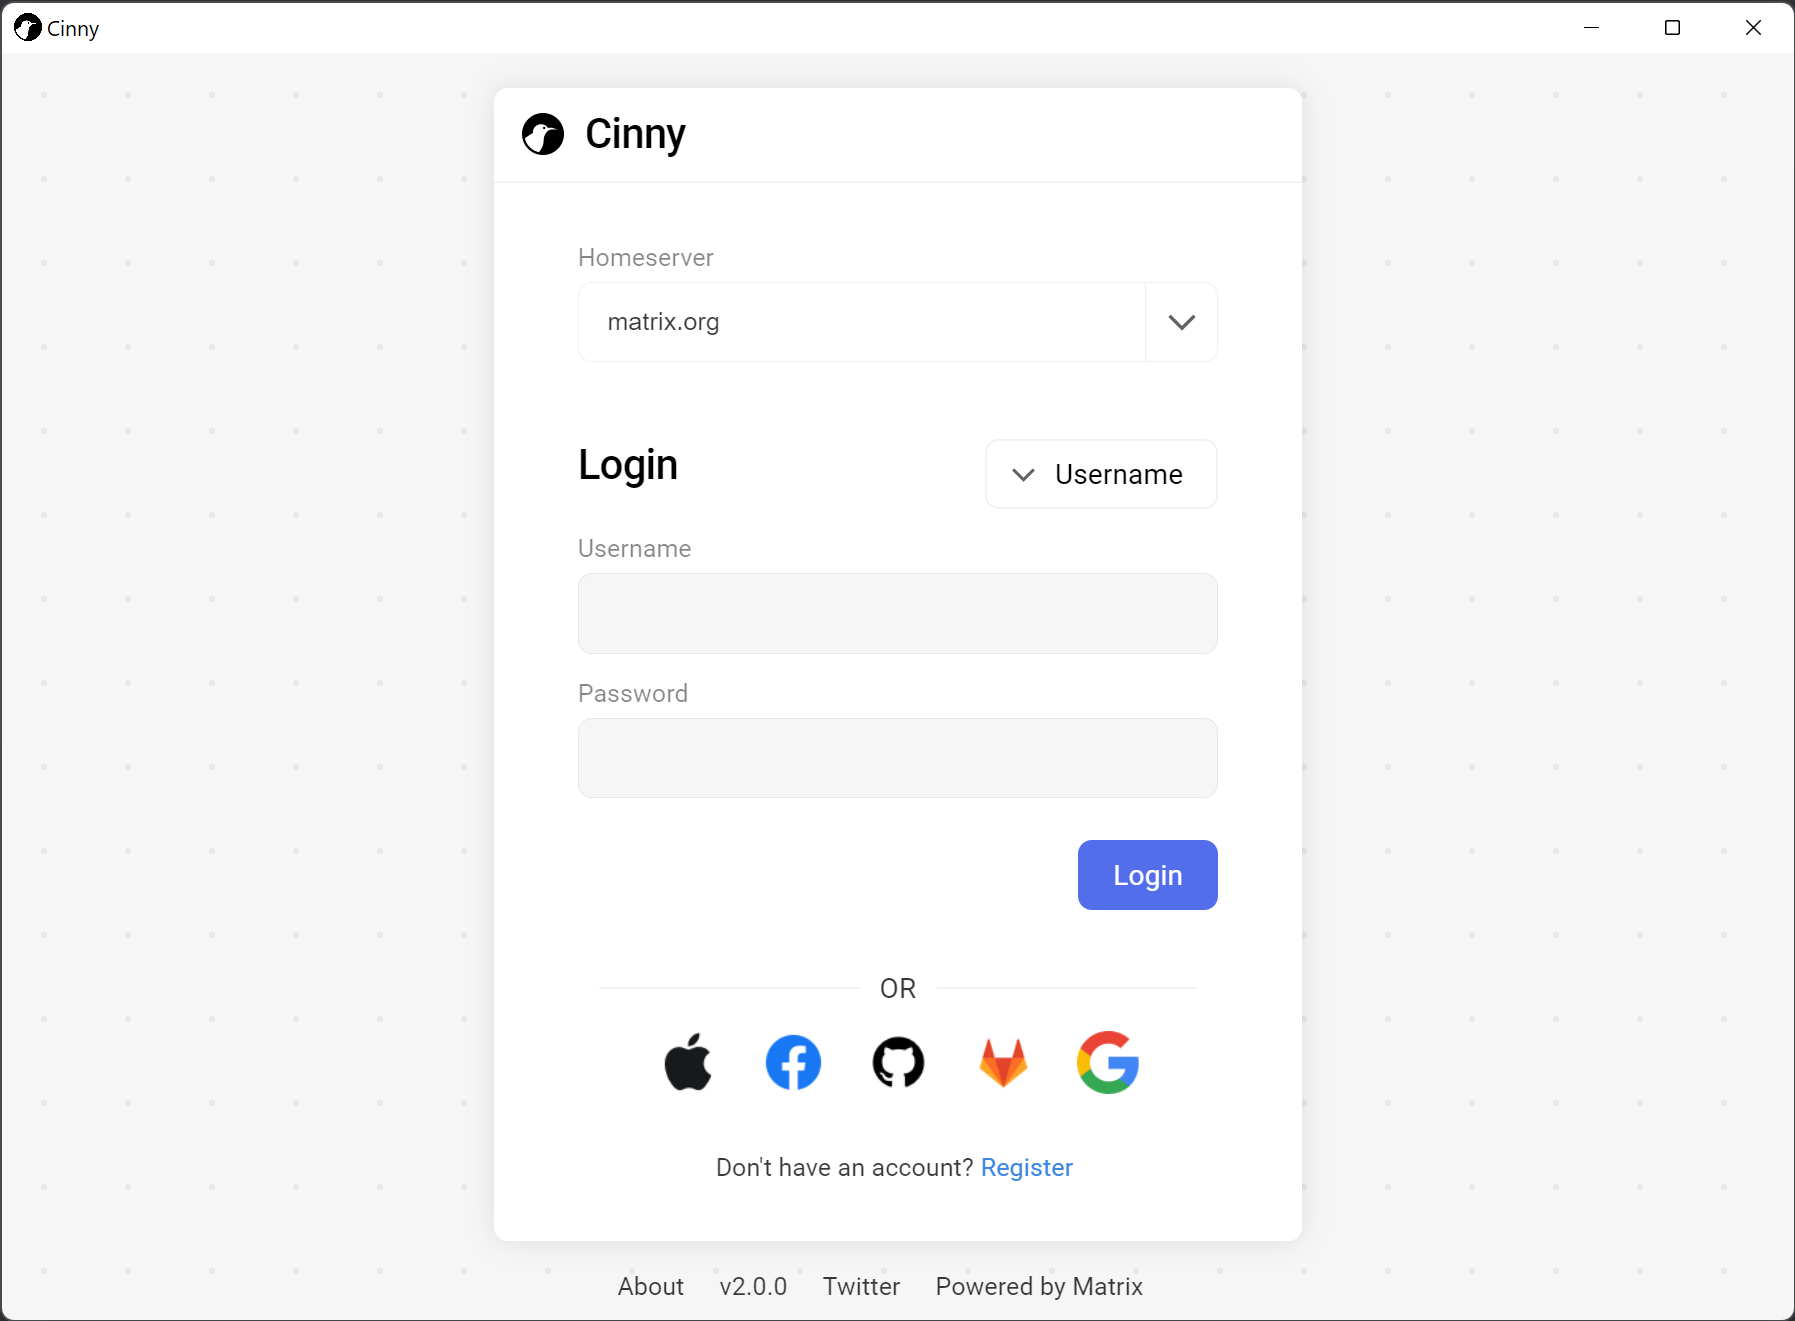 Cinny
Cinny
Homeserver
matrix.org
Login
Username
Username
Password
Login
OR
Don't have an account? Register
About v2.0.0 Twitter Powered by Matrix